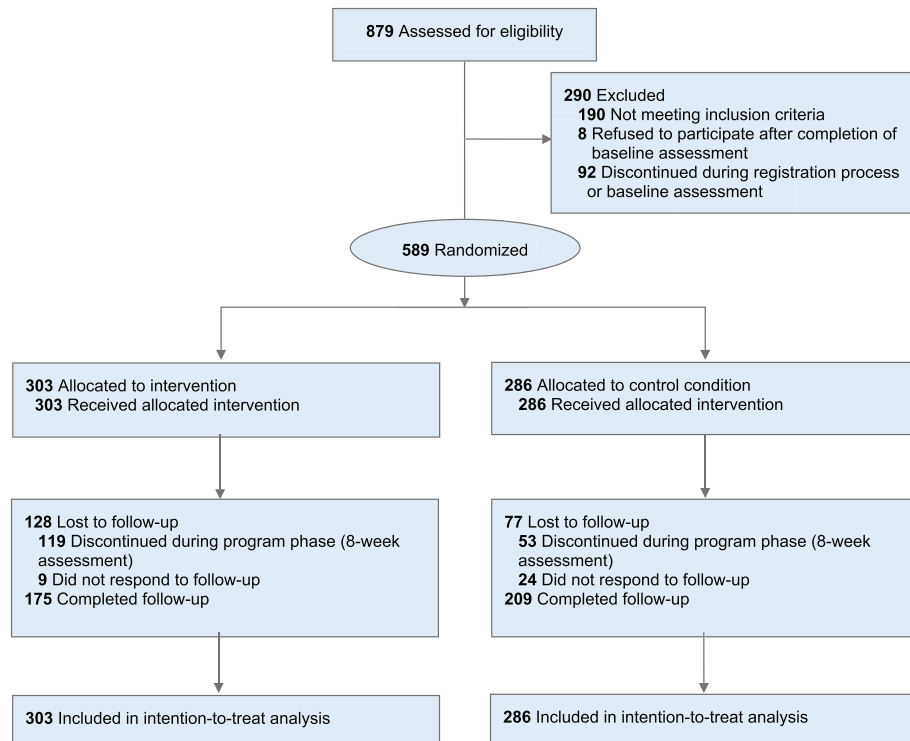 879 Assessed for eligibility
290 Excluded
190 Not meeting inclusion criteria
8 Refused to participate after completion of
baseline assessment
92 Discontinued during registration process
or baseline assessment
589 Randomized
303 Allocated to intervention
303 Received allocated intervention
286 Allocated to control condition
286 Received allocated intervention
128 Lost to follow-up
119 Discontinued during program phase (8-week
assessment)
9 Did not respond to follow-up
175 Completed follow-up
77 Lost to follow-up
53 Discontinued during program phase (8-week
assessment)
24 Did not respond to follow-up
209 Completed follow-up
303 Included in intention-to-treat analysis
286 Included in intention-to-treat analysis